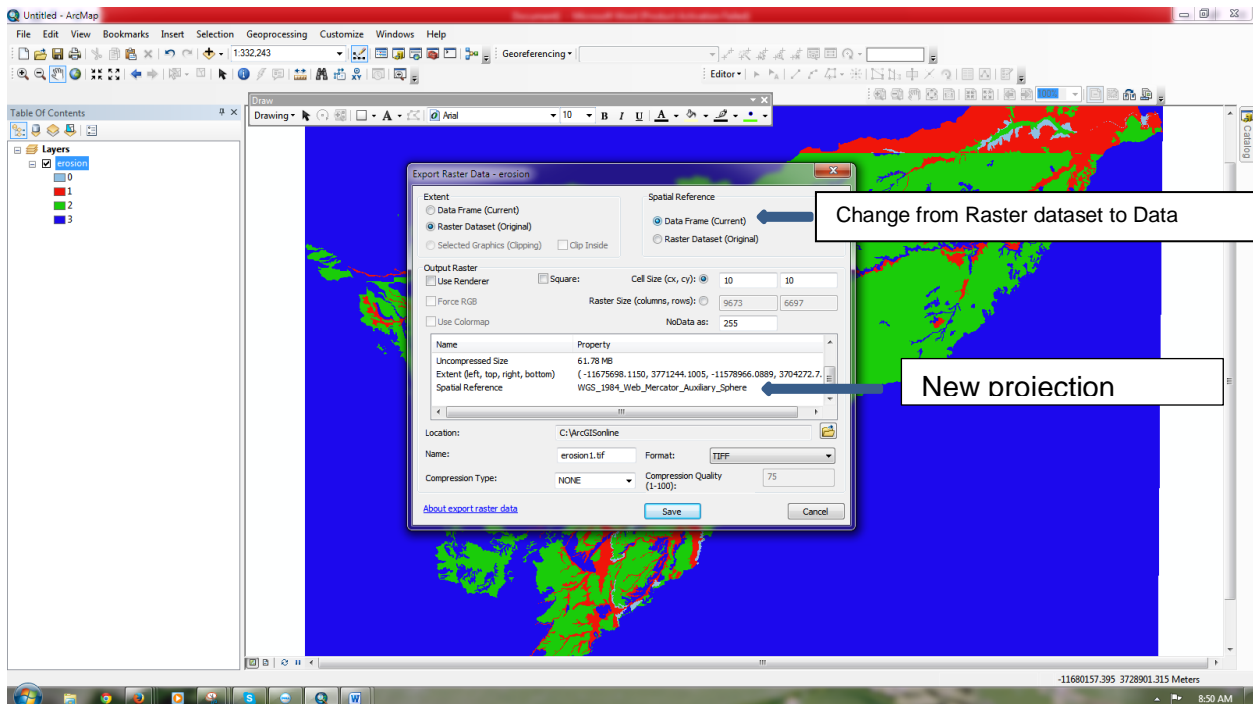 Untitled - ArcMap
File Edit View Bookmarks Insert Selection Geoprocessing Customize Windows Help
1:332,243 Georeferencing
Editor
100%
Table Of Contents
Layers
erosion
0
1
2
3
Draw
Drawing A Arial 10 B I U A
Catalog
Export Raster Data - erosion
Extent
Data Frame (Current)
Raster Dataset (Original)
Selected Graphics (Clipping) Clip Inside
Spatial Reference
Data Frame (Current)
Raster Dataset (Original)
Change from Raster dataset to Data
Output Raster
Use Renderer Square: Cell Size (cx, cy): 10 10
Force RGB Raster Size (columns, rows): 9673 6697
Use Colormap NoData as: 255
Name Property
Uncompressed Size 61.78 MB
Extent (left, top, right, bottom) ( -11675698.1150, 3771244.1005, -11578966.0889, 3704272.7.
Spatial Reference WGS_1984_Web_Mercator_Auxiliary_Sphere
New projection
Location: C:\ArcGISonline
Name: erosion1.tif Format: TIFF
Compression Type: NONE Compression Quality (1-100): 75
About export raster data Save Cancel
-11680157.395 3728901.315 Meters
8:50 AM